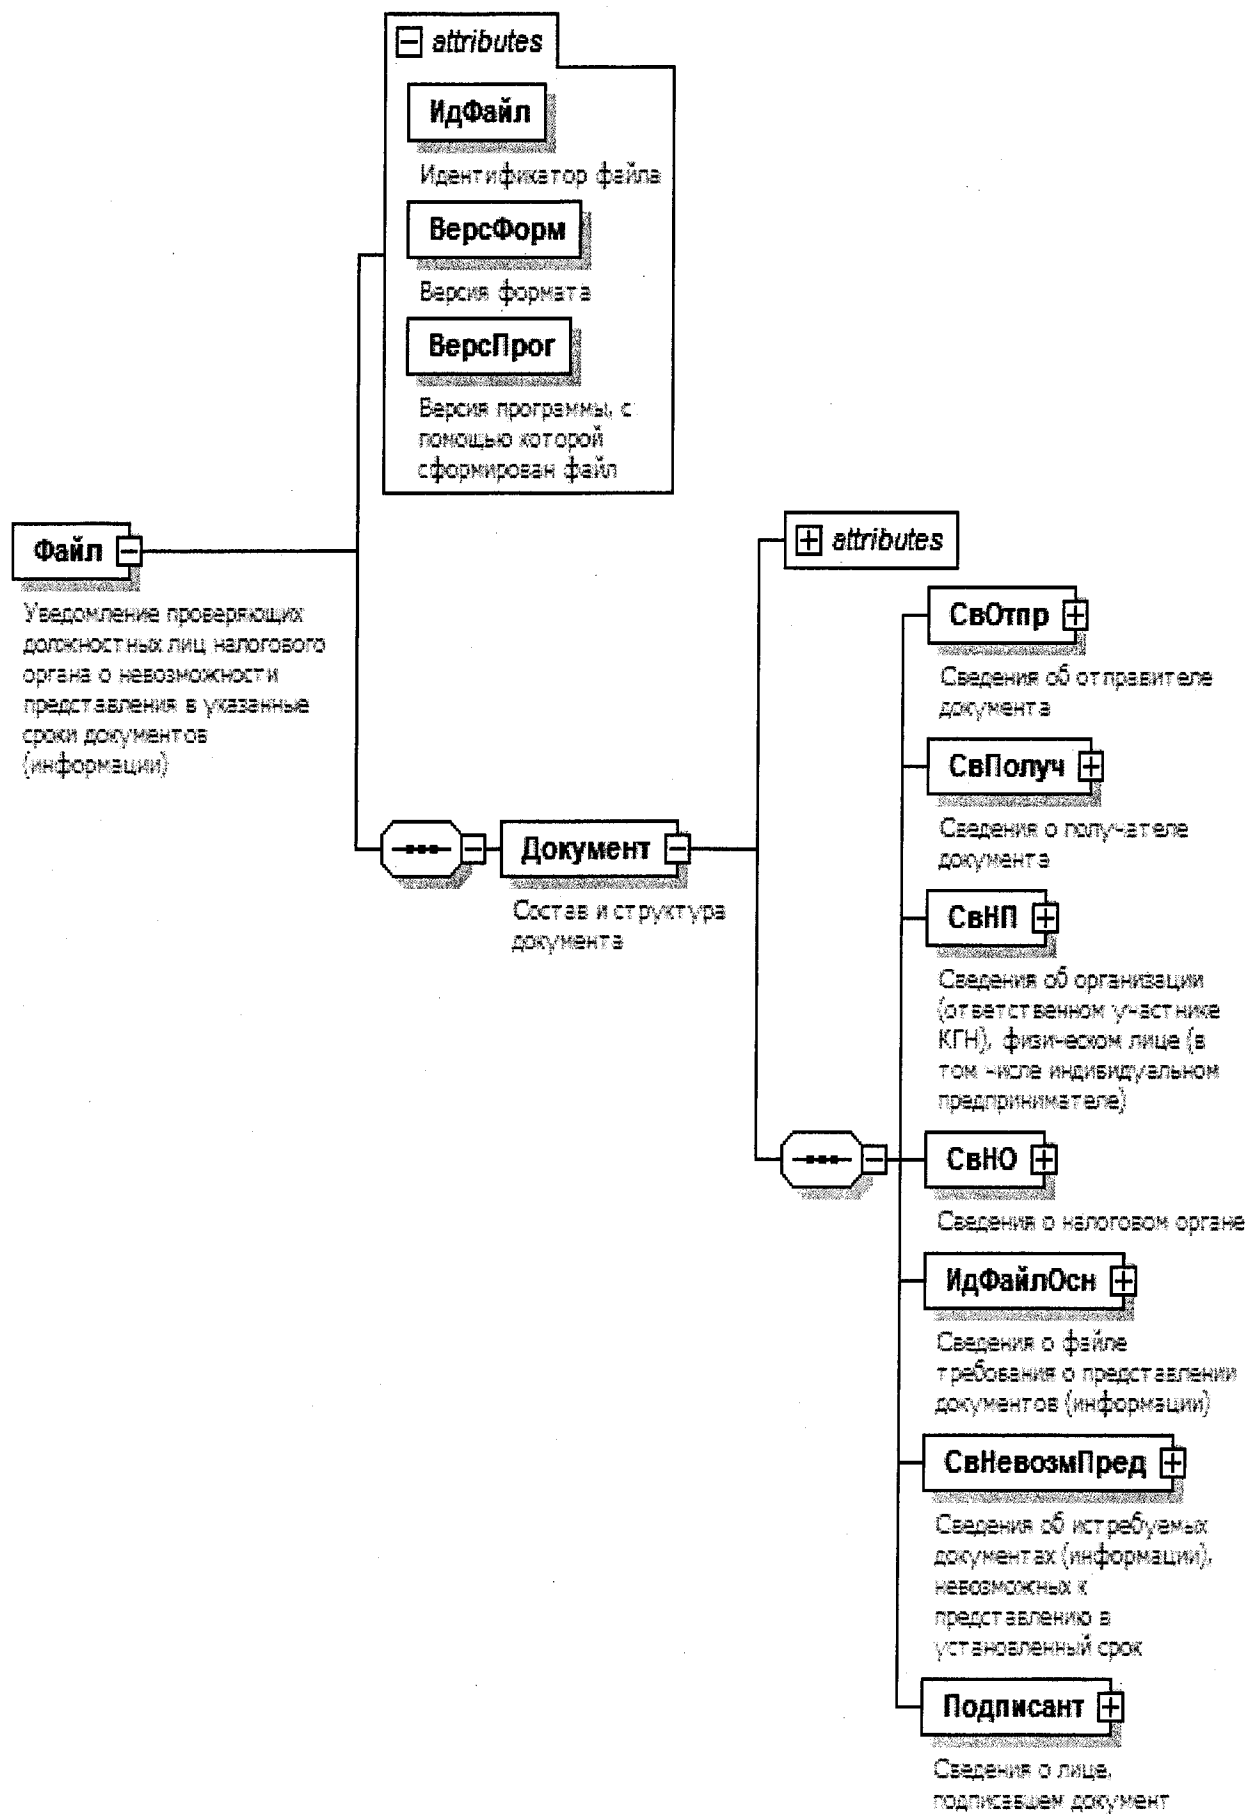 attributes
ИдФайл
Идентификатор файла
ВерсФорм
Версия формата
ВерсПрог
Версия программы, с
помощью которой
сформирован файл
Файл
Уведомление проверяющих
должностных лиц налогового
органа о невозможности
представления в указанные
сроки документов
(информации)
Документ
Состав и структура
документа
attributes
СвОтпр
Сведения об отправителе
документа
СвПолуч
Сведения о получателе
документа
СвНП
Сведения об организации
(ответственном участнике
КГН), физическом лице (в
том числе индивидуальном
предпринимателе)
СвНО
Сведения о налоговом органе
ИдФайлОсн
Сведения о файле
требования о представлении
документов (информации)
СвНевозмПред
Сведения об истребуемых
документах (информации),
невозможных к
представлению в
установленный срок
Подписант
Сведения о лице,
подписавшем документ